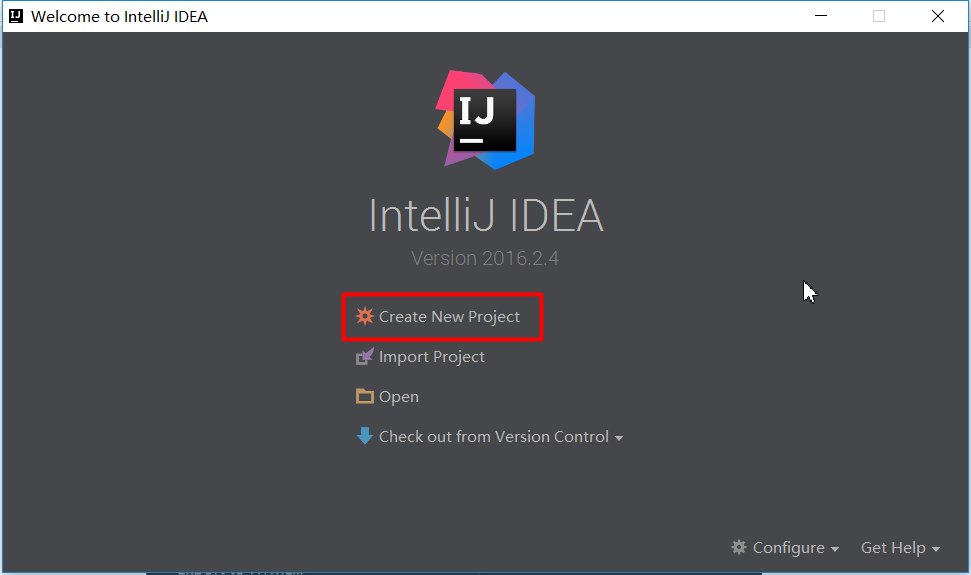 Welcome to IntelliJ IDEA
IJ
IntelliJ IDEA
Version 2016.2.4
Create New Project
Import Project
Open
Check out from Version Control
Configure Get Help